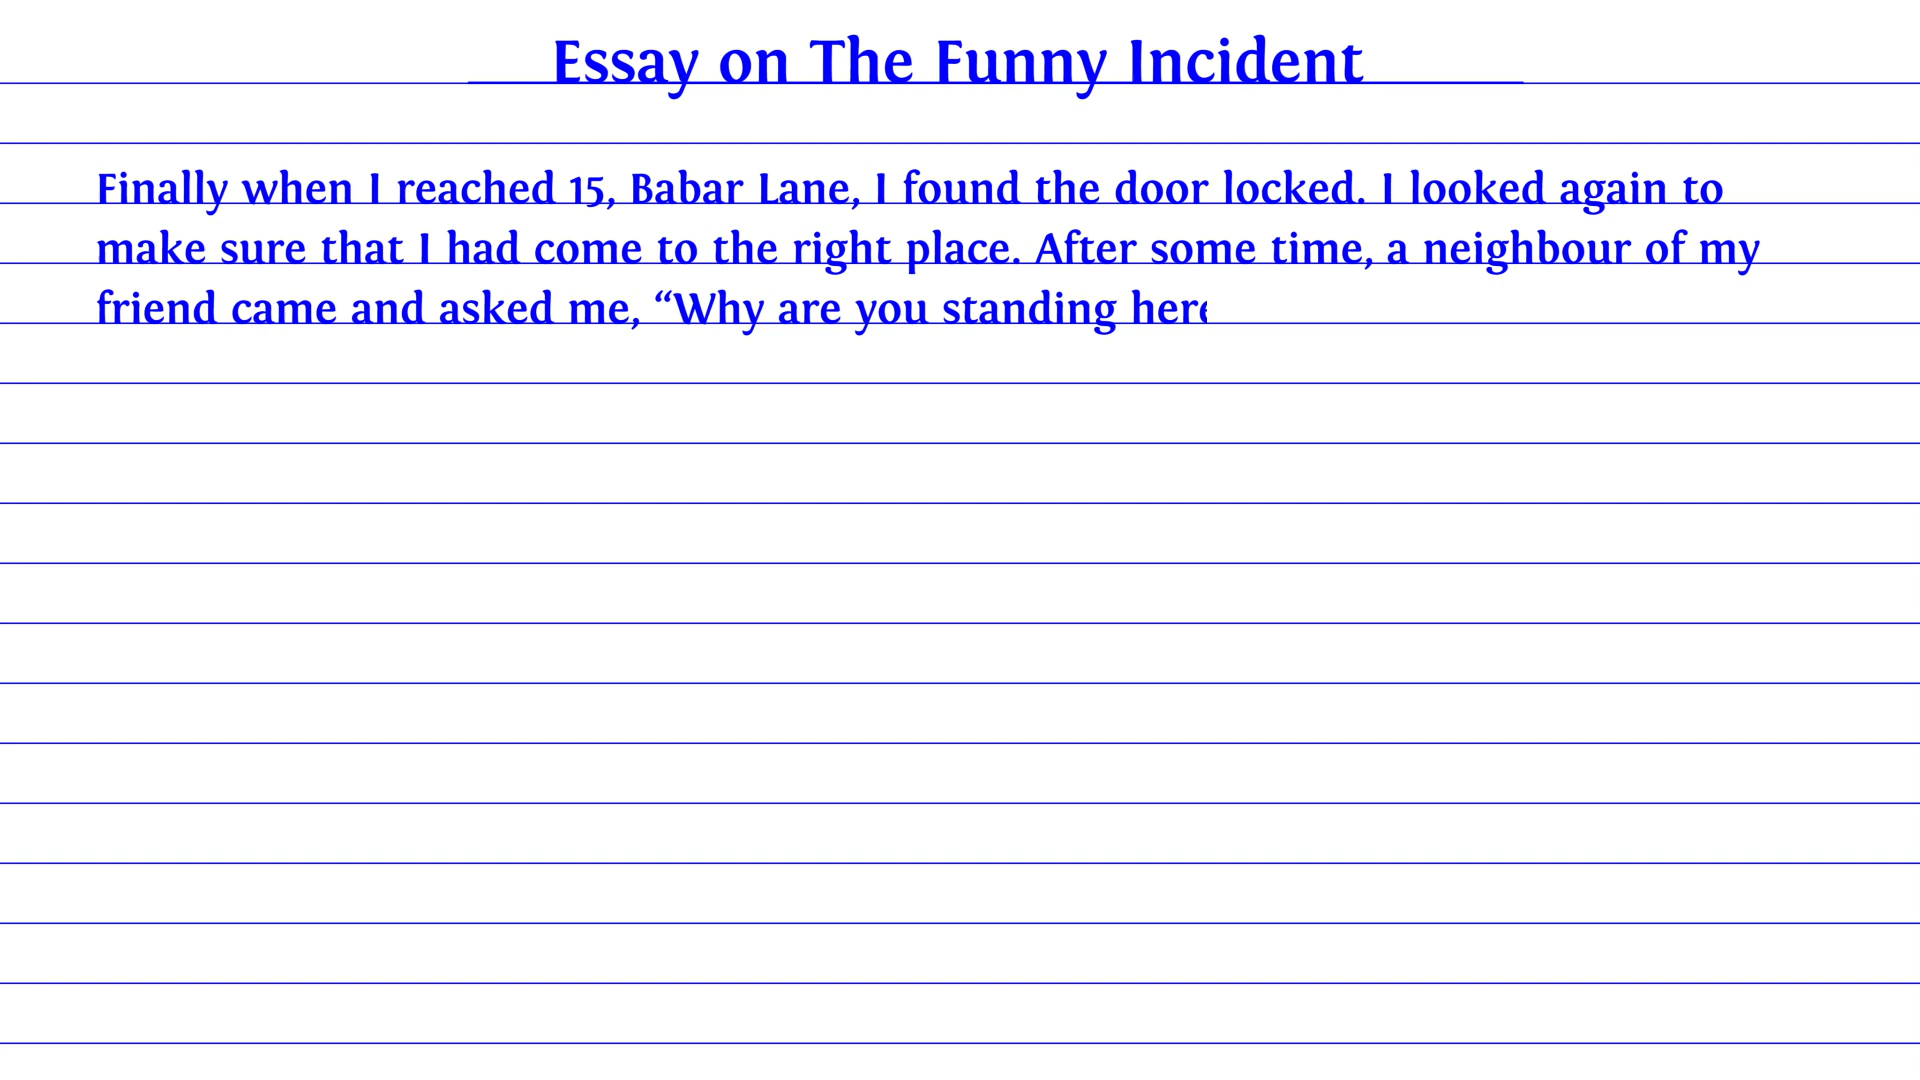 Essay on The Funny Incident
Finally when I reached 15, Babar Lane, I found the door locked. I looked again to
make sure that I had come to the right place. After some time, a neighbour of my
friend came and asked me, “Why are you standing here